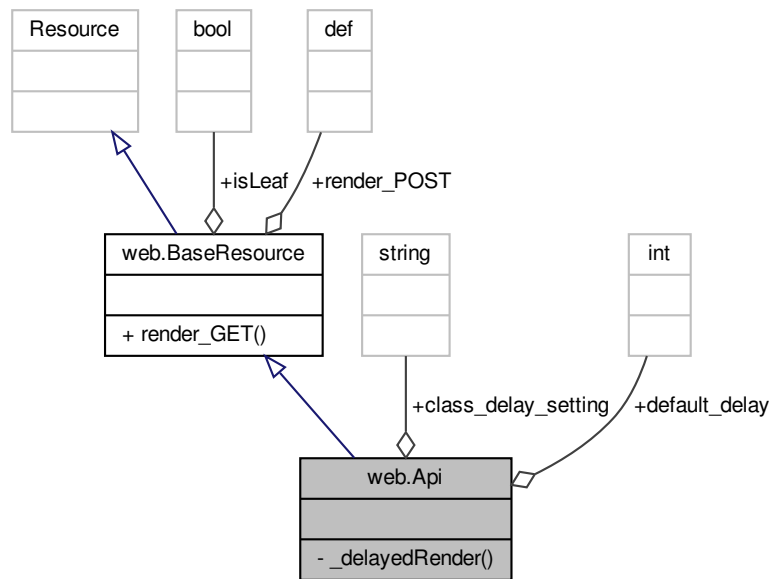 Resource bool def
+isLeaf +render_POST
web.BaseResource string int
+ render_GET()
+class_delay_setting +default_delay
web.Api
- _delayedRender()